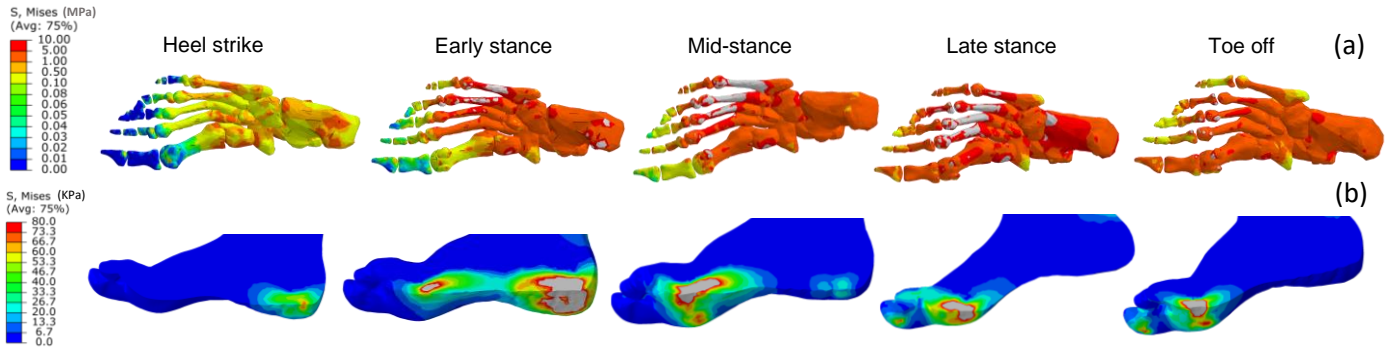 S, Mises (MPa)
(Avg: 75%)
10.00
5.00
1.00
0.50
0.10
0.08
0.06
0.05
0.04
0.03
0.02
0.01
0.00
Heel strike
Early stance
Mid-stance
Late stance
Toe off
(a)
S, Mises (KPa)
(Avg: 75%)
80.0
73.3
66.7
60.0
53.3
46.7
40.0
33.3
26.7
20.0
13.3
6.7
0.0
(b)